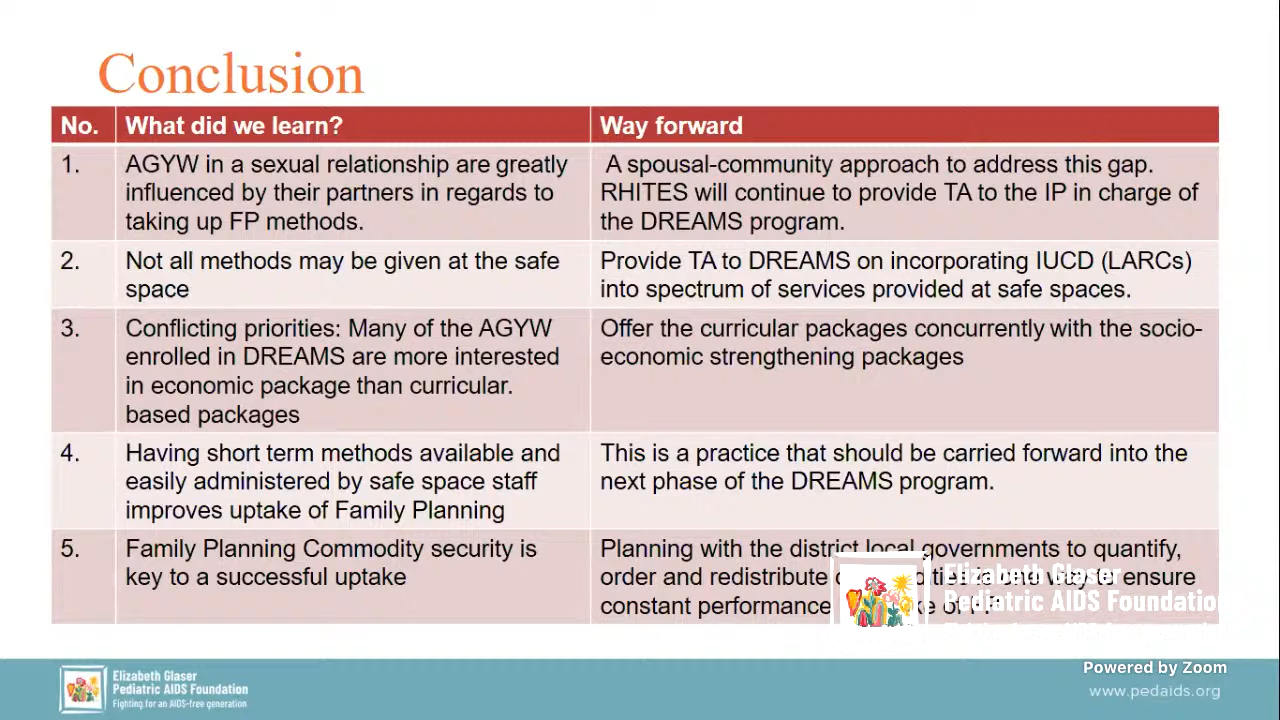 Conclusion
No. What did we learn? Way forward
1. AGYW in a sexual relationship are greatly
influenced by their partners in regards to
taking up FP methods.
A spousal-community approach to address this gap.
RHITES will continue to provide TA to the IP in charge of
the DREAMS program.
2. Not all methods may be given at the safe
space
Provide TA to DREAMS on incorporating IUCD (LARCs)
into spectrum of services provided at safe spaces.
3. Conflicting priorities: Many of the AGYW
enrolled in DREAMS are more interested
in economic package than curricular.
based packages
Offer the curricular packages concurrently with the socio-
economic strengthening packages
4. Having short term methods available and
easily administered by safe space staff
improves uptake of Family Planning
This is a practice that should be carried forward into the
next phase of the DREAMS program.
5. Family Planning Commodity security is
key to a successful uptake
Planning with the district local governments to quantify,
order and redistribute one way to ensure
constant performance of
Elizabeth Glaser
Pediatric AIDS Foundation
Elizabeth Glaser
Pediatric AIDS Foundation
Fighting for an AIDS-free generation
Powered by Zoom
www.pedaids.org